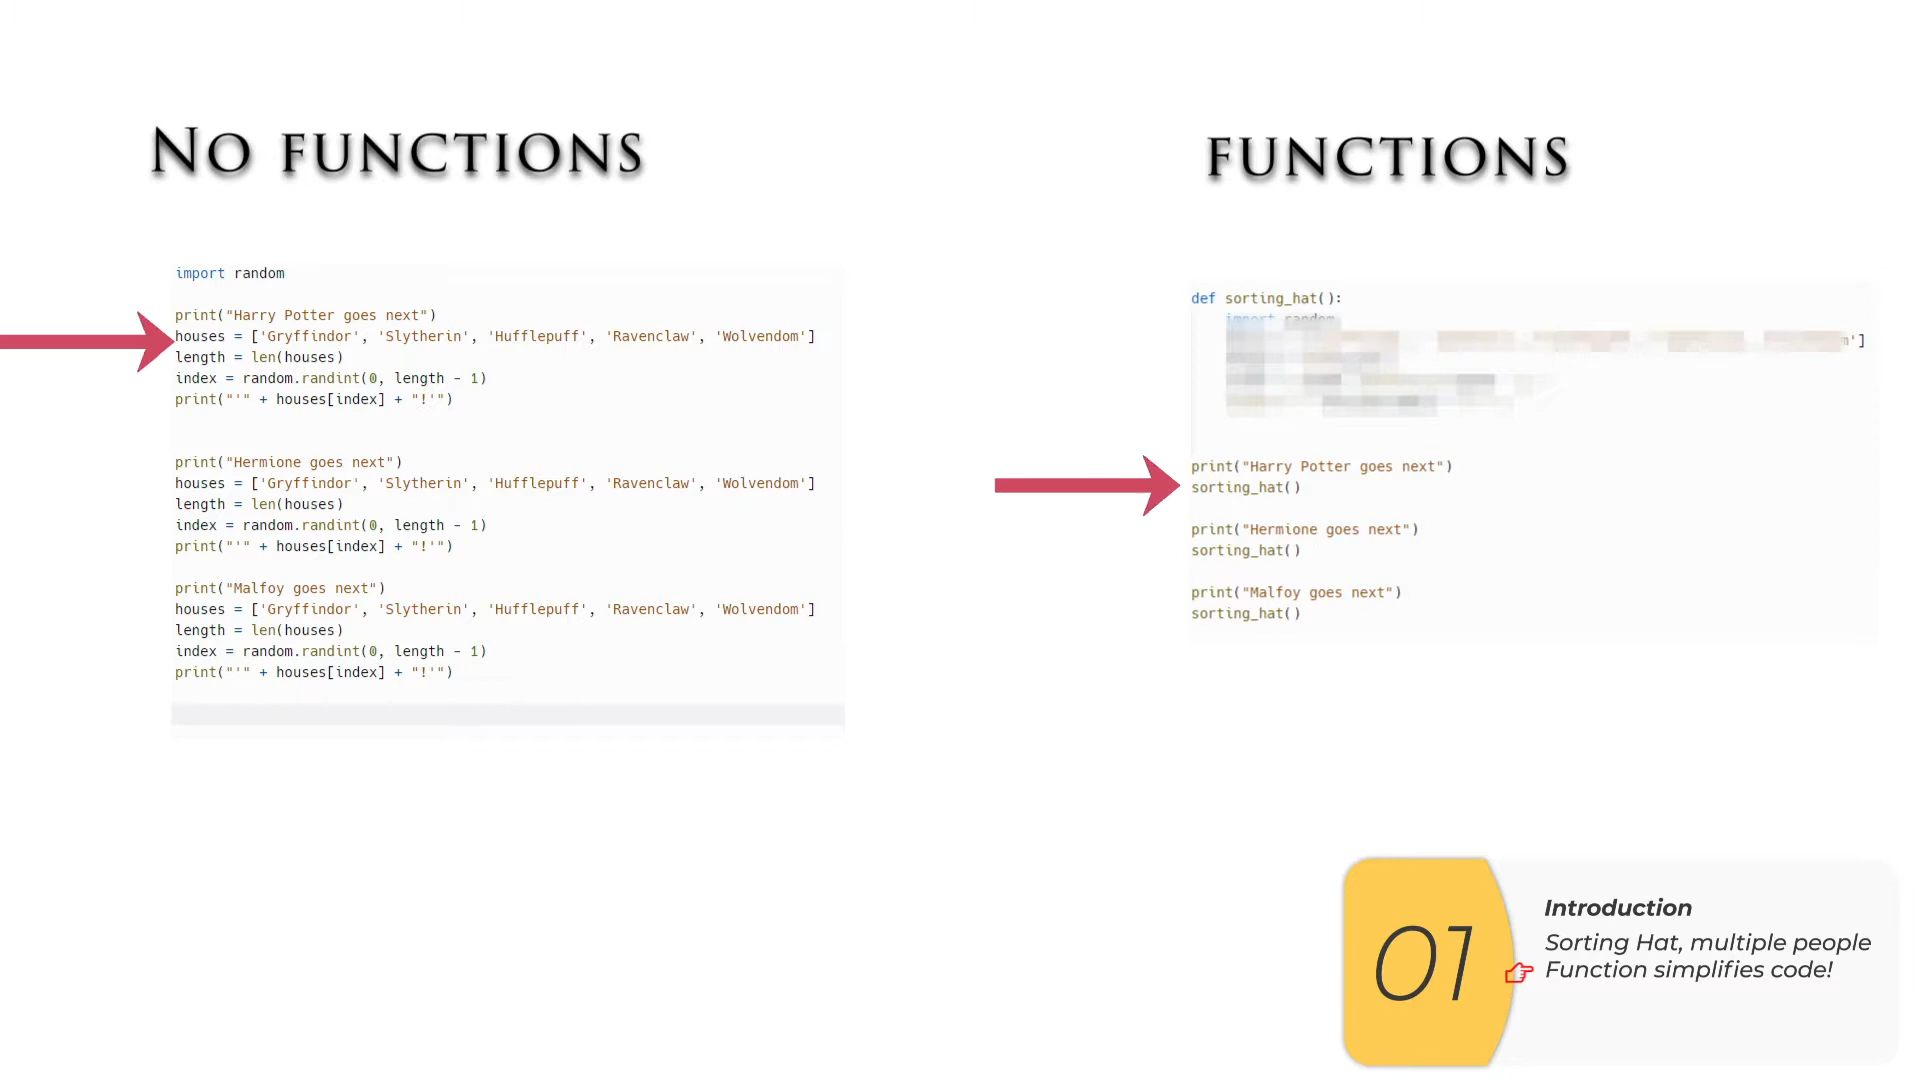 No functions
import random
print("Harry Potter goes next")
houses = ['Gryffindor', 'Slytherin', 'Hufflepuff', 'Ravenclaw', 'Wolvendom']
length = len(houses)
index = random.randint(0, length - 1)
print("'" + houses[index] + "!'")
print("Hermione goes next")
houses = ['Gryffindor', 'Slytherin', 'Hufflepuff', 'Ravenclaw', 'Wolvendom']
length = len(houses)
index = random.randint(0, length - 1)
print("'" + houses[index] + "!'")
print("Malfoy goes next")
houses = ['Gryffindor', 'Slytherin', 'Hufflepuff', 'Ravenclaw', 'Wolvendom']
length = len(houses)
index = random.randint(0, length - 1)
print("'" + houses[index] + "!'")
functions
def sorting_hat():
import random
print("Harry Potter goes next")
sorting_hat()
print("Hermione goes next")
sorting_hat()
print("Malfoy goes next")
sorting_hat()
01
Introduction
Sorting Hat, multiple people
Function simplifies code!